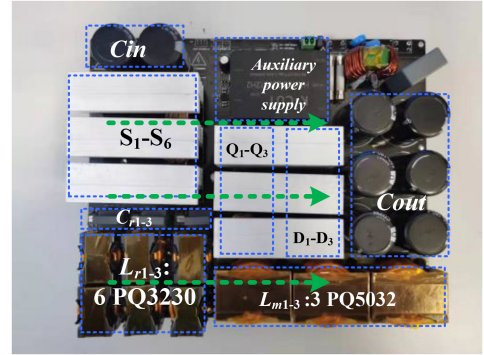 Cin
Auxiliary
power
supply
S1-S6
Q1-Q3
Cr1-3
Cout
D1-D3
Lr1-3:
6 PQ3230
Lm1-3 :3 PQ5032